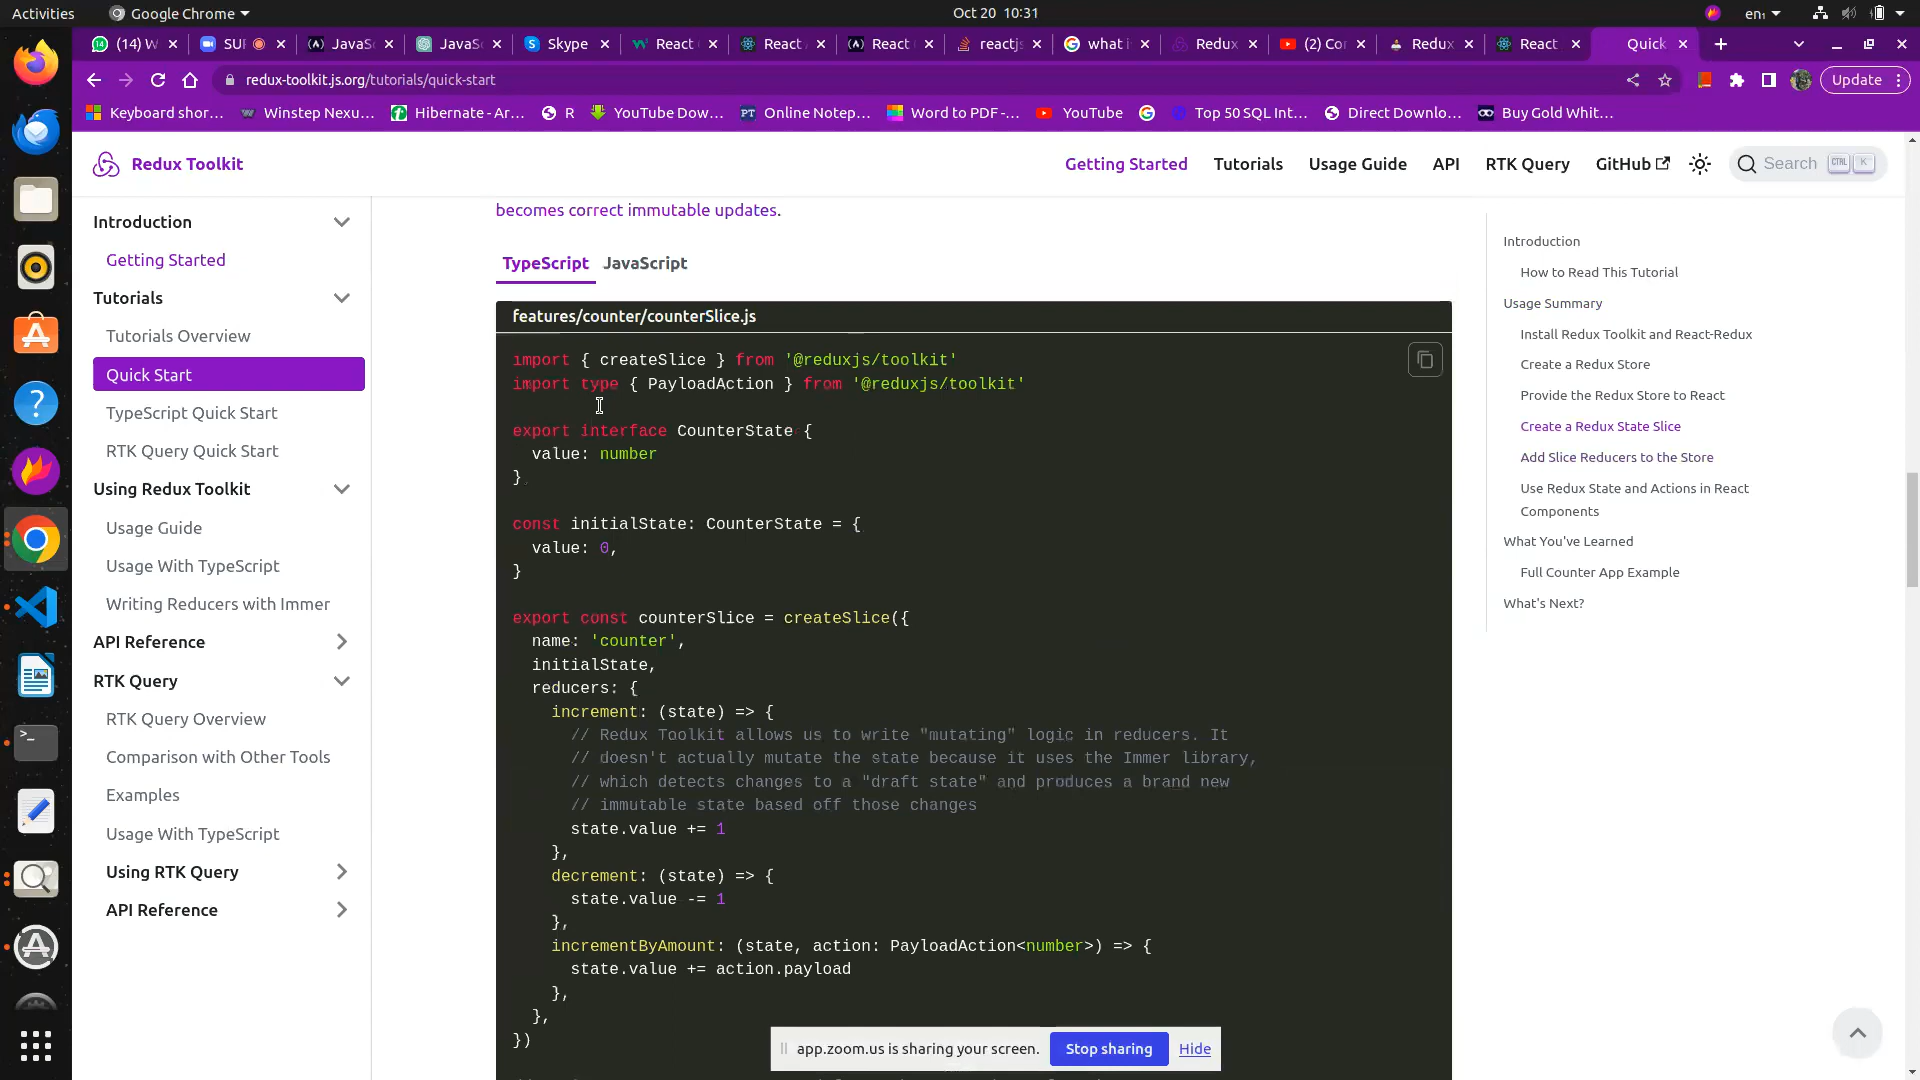 Activities
Google Chrome
Oct 20 10:31
en₁
(14) W
SUP
JavaSc
JavaSc
Skype
React
React
React
reactjs
what i
Redux
(2) Co
Redux
React
Quick
redux-toolkit.js.org/tutorials/quick-start
Update
Keyboard shor...
Winstep Nexu...
Hibernate - Ar...
R
YouTube Dow...
Online Notep...
Word to PDF -...
YouTube
Top 50 SQL Int...
Direct Downlo...
Buy Gold Whit...
Redux Toolkit
Getting Started
Tutorials
Usage Guide
API
RTK Query
GitHub
Search
CTRL
K
Introduction
Getting Started
Tutorials
Tutorials Overview
Quick Start
TypeScript Quick Start
RTK Query Quick Start
Using Redux Toolkit
Usage Guide
Usage With TypeScript
Writing Reducers with Immer
API Reference
RTK Query
RTK Query Overview
Comparison with Other Tools
Examples
Usage With TypeScript
Using RTK Query
API Reference
becomes correct immutable updates.
TypeScript
JavaScript
features/counter/counterSlice.js
import { createSlice } from '@reduxjs/toolkit'
import type { PayloadAction } from '@reduxjs/toolkit'
export interface CounterState {
value: number
}
const initialState: CounterState = {
value: 0,
}
export const counterSlice = createSlice({
name: 'counter',
initialState,
reducers: {
increment: (state) => {
// Redux Toolkit allows us to write "mutating" logic in reducers. It
// doesn't actually mutate the state because it uses the Immer library,
// which detects changes to a "draft state" and produces a brand new
// immutable state based off those changes
state.value += 1
},
decrement: (state) => {
state.value -= 1
},
incrementByAmount: (state, action: PayloadAction<number>) => {
state.value += action.payload
},
},
})
Introduction
How to Read This Tutorial
Usage Summary
Install Redux Toolkit and React-Redux
Create a Redux Store
Provide the Redux Store to React
Create a Redux State Slice
Add Slice Reducers to the Store
Use Redux State and Actions in React
Components
What You've Learned
Full Counter App Example
What's Next?
app.zoom.us is sharing your screen.
Stop sharing
Hide